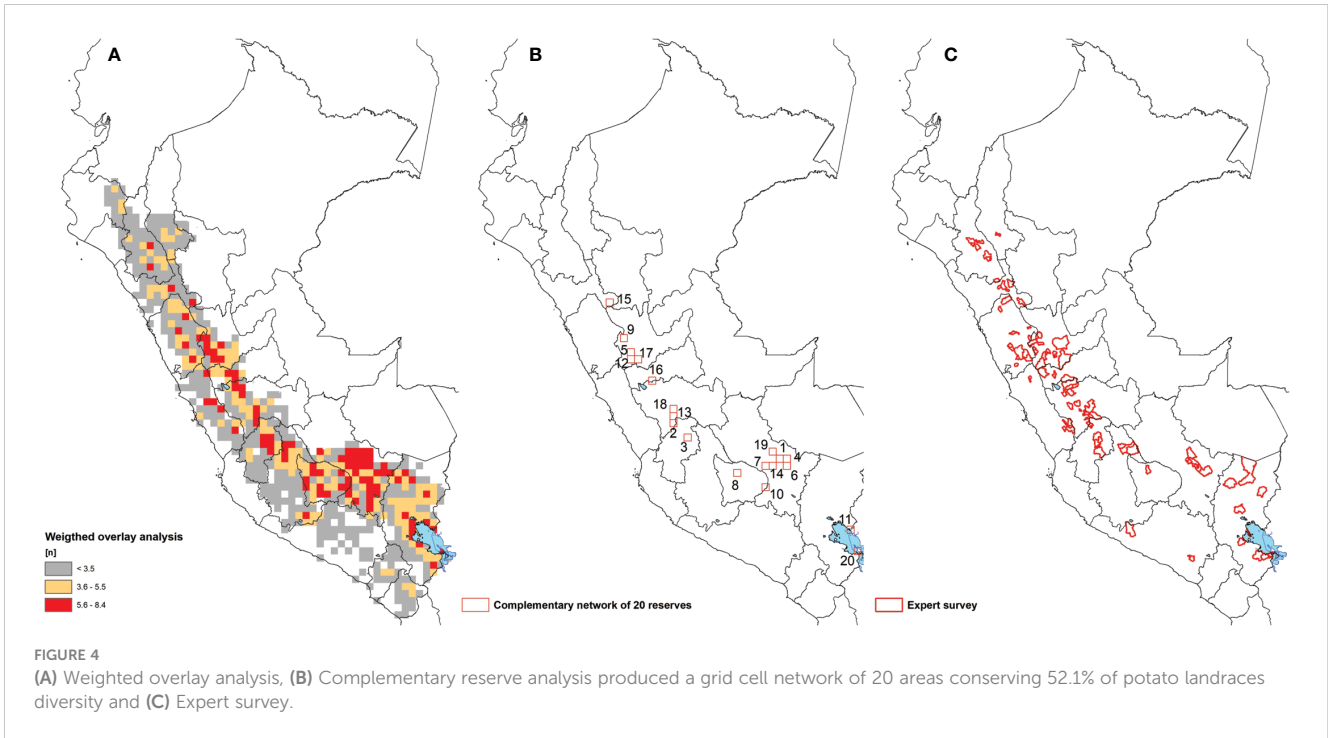 A
B
C
15
9
5
17
12
16
18
13
2
3
19
1
4
7
14
6
8
10
11
20
Weigthed overlay analysis
[n]
< 3.5
3.6 - 5.5
5.6 - 8.4
Complementary network of 20 reserves
Expert survey
FIGURE 4
(A) Weighted overlay analysis, (B) Complementary reserve analysis produced a grid cell network of 20 areas conserving 52.1% of potato landraces
diversity and (C) Expert survey.